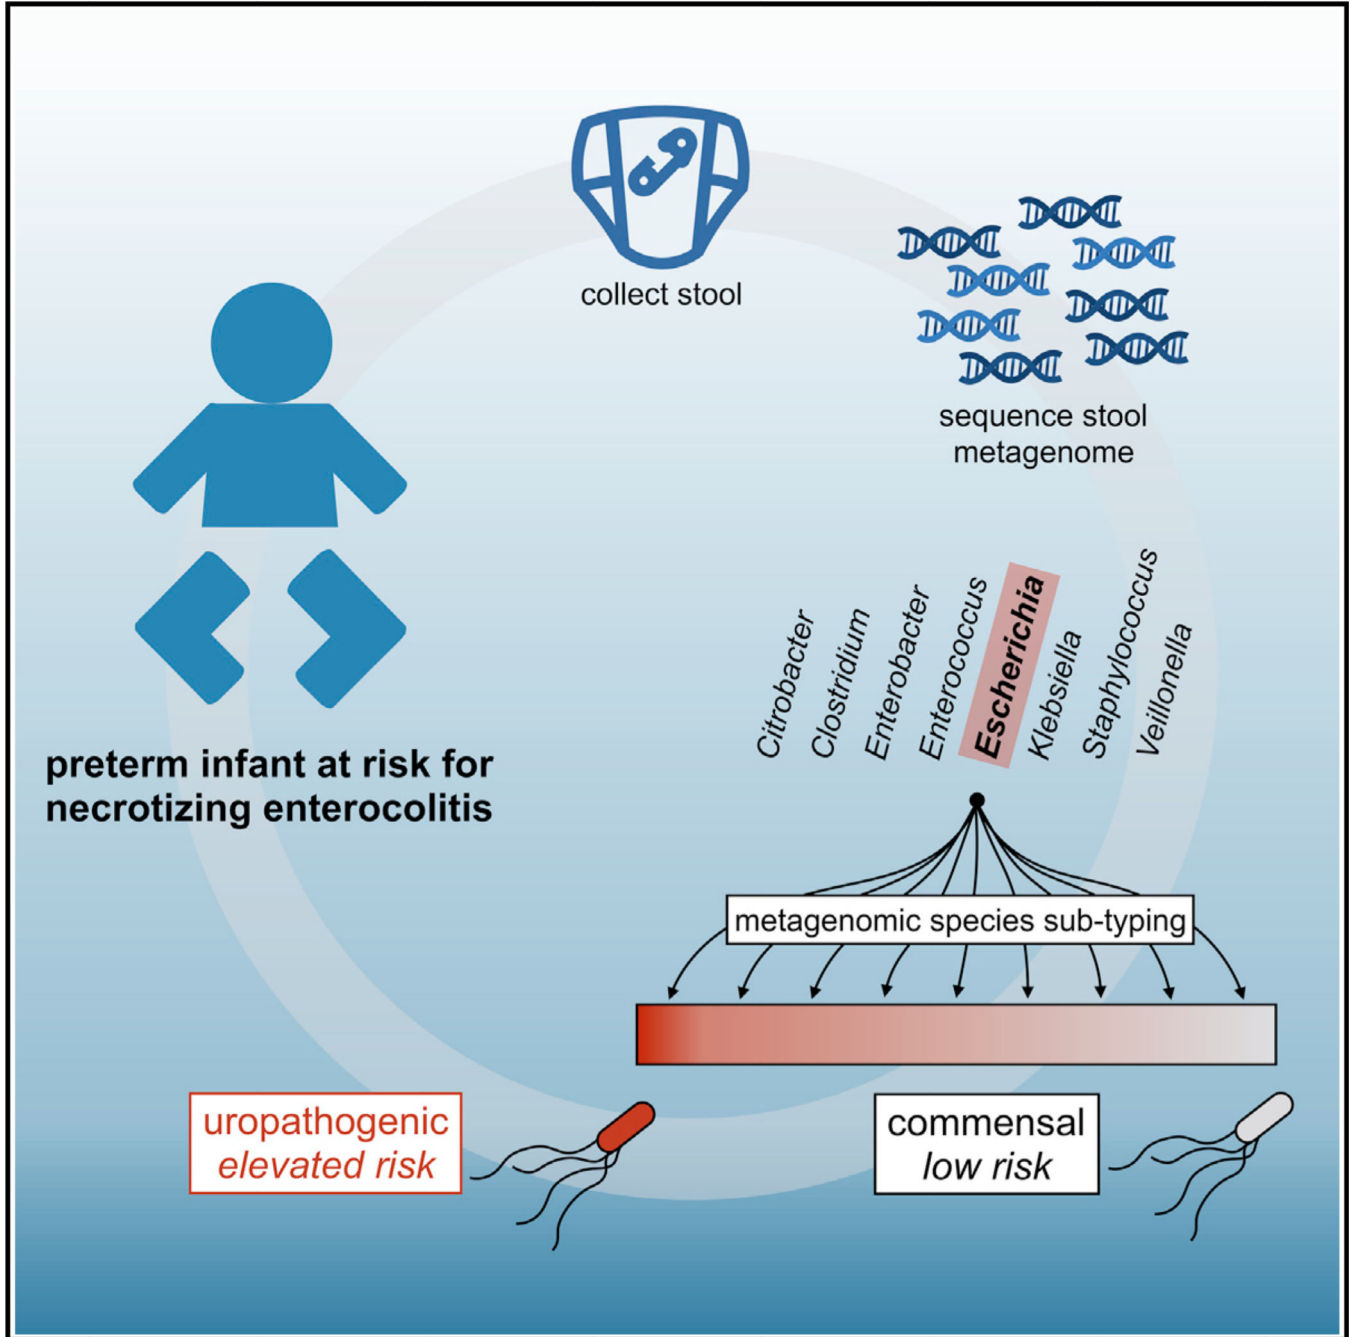 collect stool
sequence stool
metagenome
preterm infant at risk for
necrotizing enterocolitis
Citrobacter
Clostridium
Enterobacter
Enterococcus
Escherichia
Klebsiella
Staphylococcus
Veillonella
metagenomic species sub-typing
uropathogenic
elevated risk
commensal
low risk